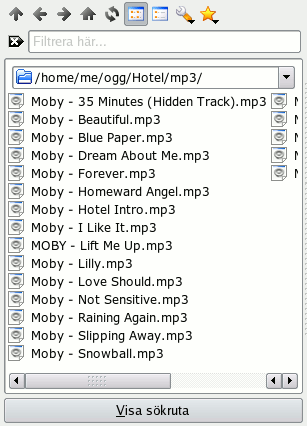 Filtrera här...
/home/me/ogg/Hotel/mp3/
Moby - 35 Minutes (Hidden Track).mp3
Moby - Beautiful.mp3
Moby - Blue Paper.mp3
Moby - Dream About Me.mp3
Moby - Forever.mp3
Moby - Homeward Angel.mp3
Moby - Hotel Intro.mp3
Moby - I Like It.mp3
MOBY - Lift Me Up.mp3
Moby - Lilly.mp3
Moby - Love Should.mp3
Moby - Not Sensitive.mp3
Moby - Raining Again.mp3
Moby - Slipping Away.mp3
Moby - Snowball.mp3
Visa sökruta